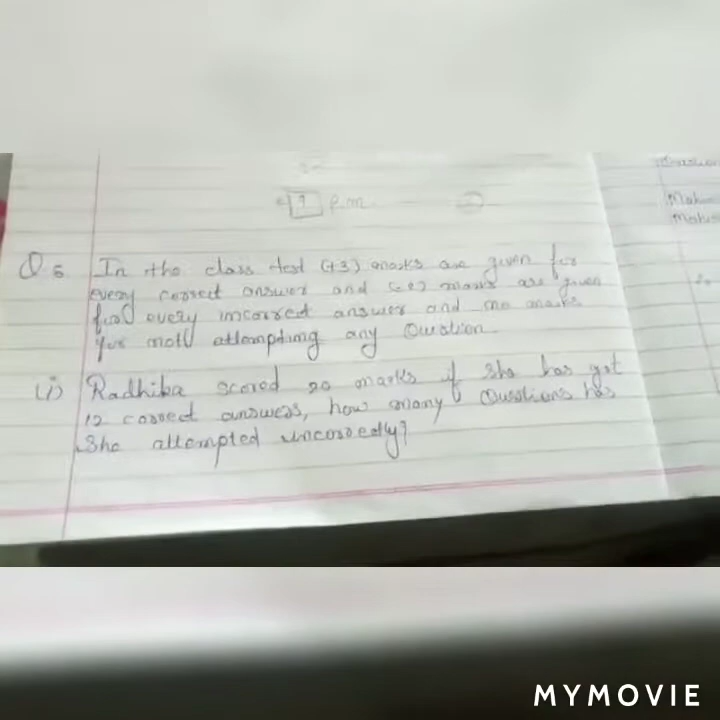 9 p.m
Q 6 In the class test (+3) marks are given for
every correct answer and (-2) marks are given
for every incorrect answer and no marks
for not attempting any Question
(i) Radhika scored 20 marks if she has got
12 correct answers, how many Questions has
she attempted incorrectly?
MYMOVIE